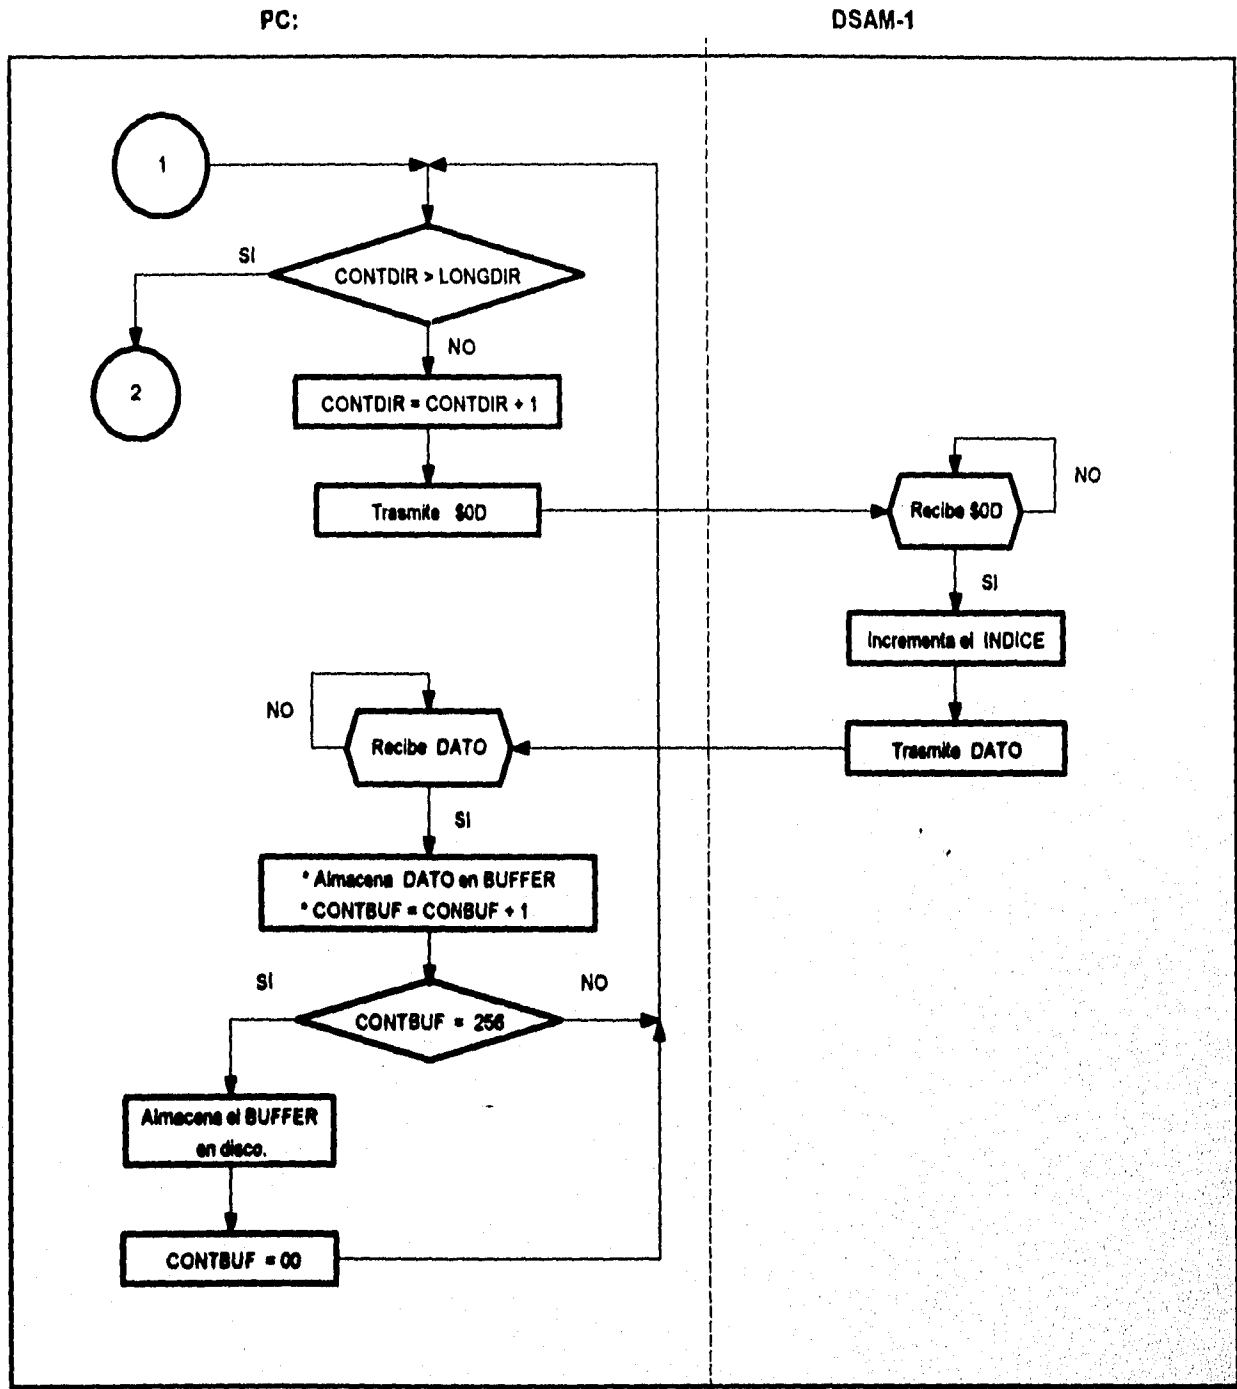 PC:
DSAM-1
1
SI
CONTDIR > LONGDIR
NO
2
CONTDIR = CONTDIR + 1
Trasmite $0D
Recibe $0D
NO
SI
Incrementa el INDICE
NO
Recibe DATO
Trasmite DATO
SI
* Almacena DATO en BUFFER
* CONTBUF = CONBUF + 1
SI
NO
CONTBUF = 256
Almacena el BUFFER
en disco.
CONTBUF = 00